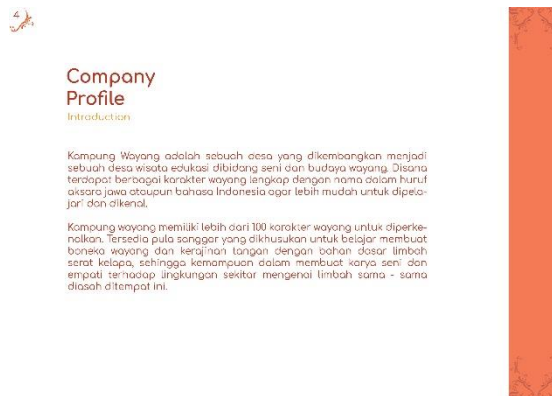 4
Company
Profile
Introduction
Kampung Wayang adalah sebuah desa yang dikembangkan menjadi
sebuah desa wisata edukasi dibidang seni dan budaya wayang. Disana
terdapat berbagai karakter wayang lengkap dengan nama dalam huruf
aksara jawa ataupun bahasa Indonesia agar lebih mudah untuk dipela-
jari dan dikenal.
Kampung wayang memiliki lebih dari 100 karakter wayang untuk diperke-
nalkan. Tersedia pula sanggar yang dikhusukan untuk belajar membuat
boneka wayang dan kerajinan tangan dengan bahan dasar limbah
serat kelapa, sehingga kemampuan dalam membuat karya seni dan
empati terhadap lingkungan sekitar mengenai limbah sama - sama
diasah ditempat ini.